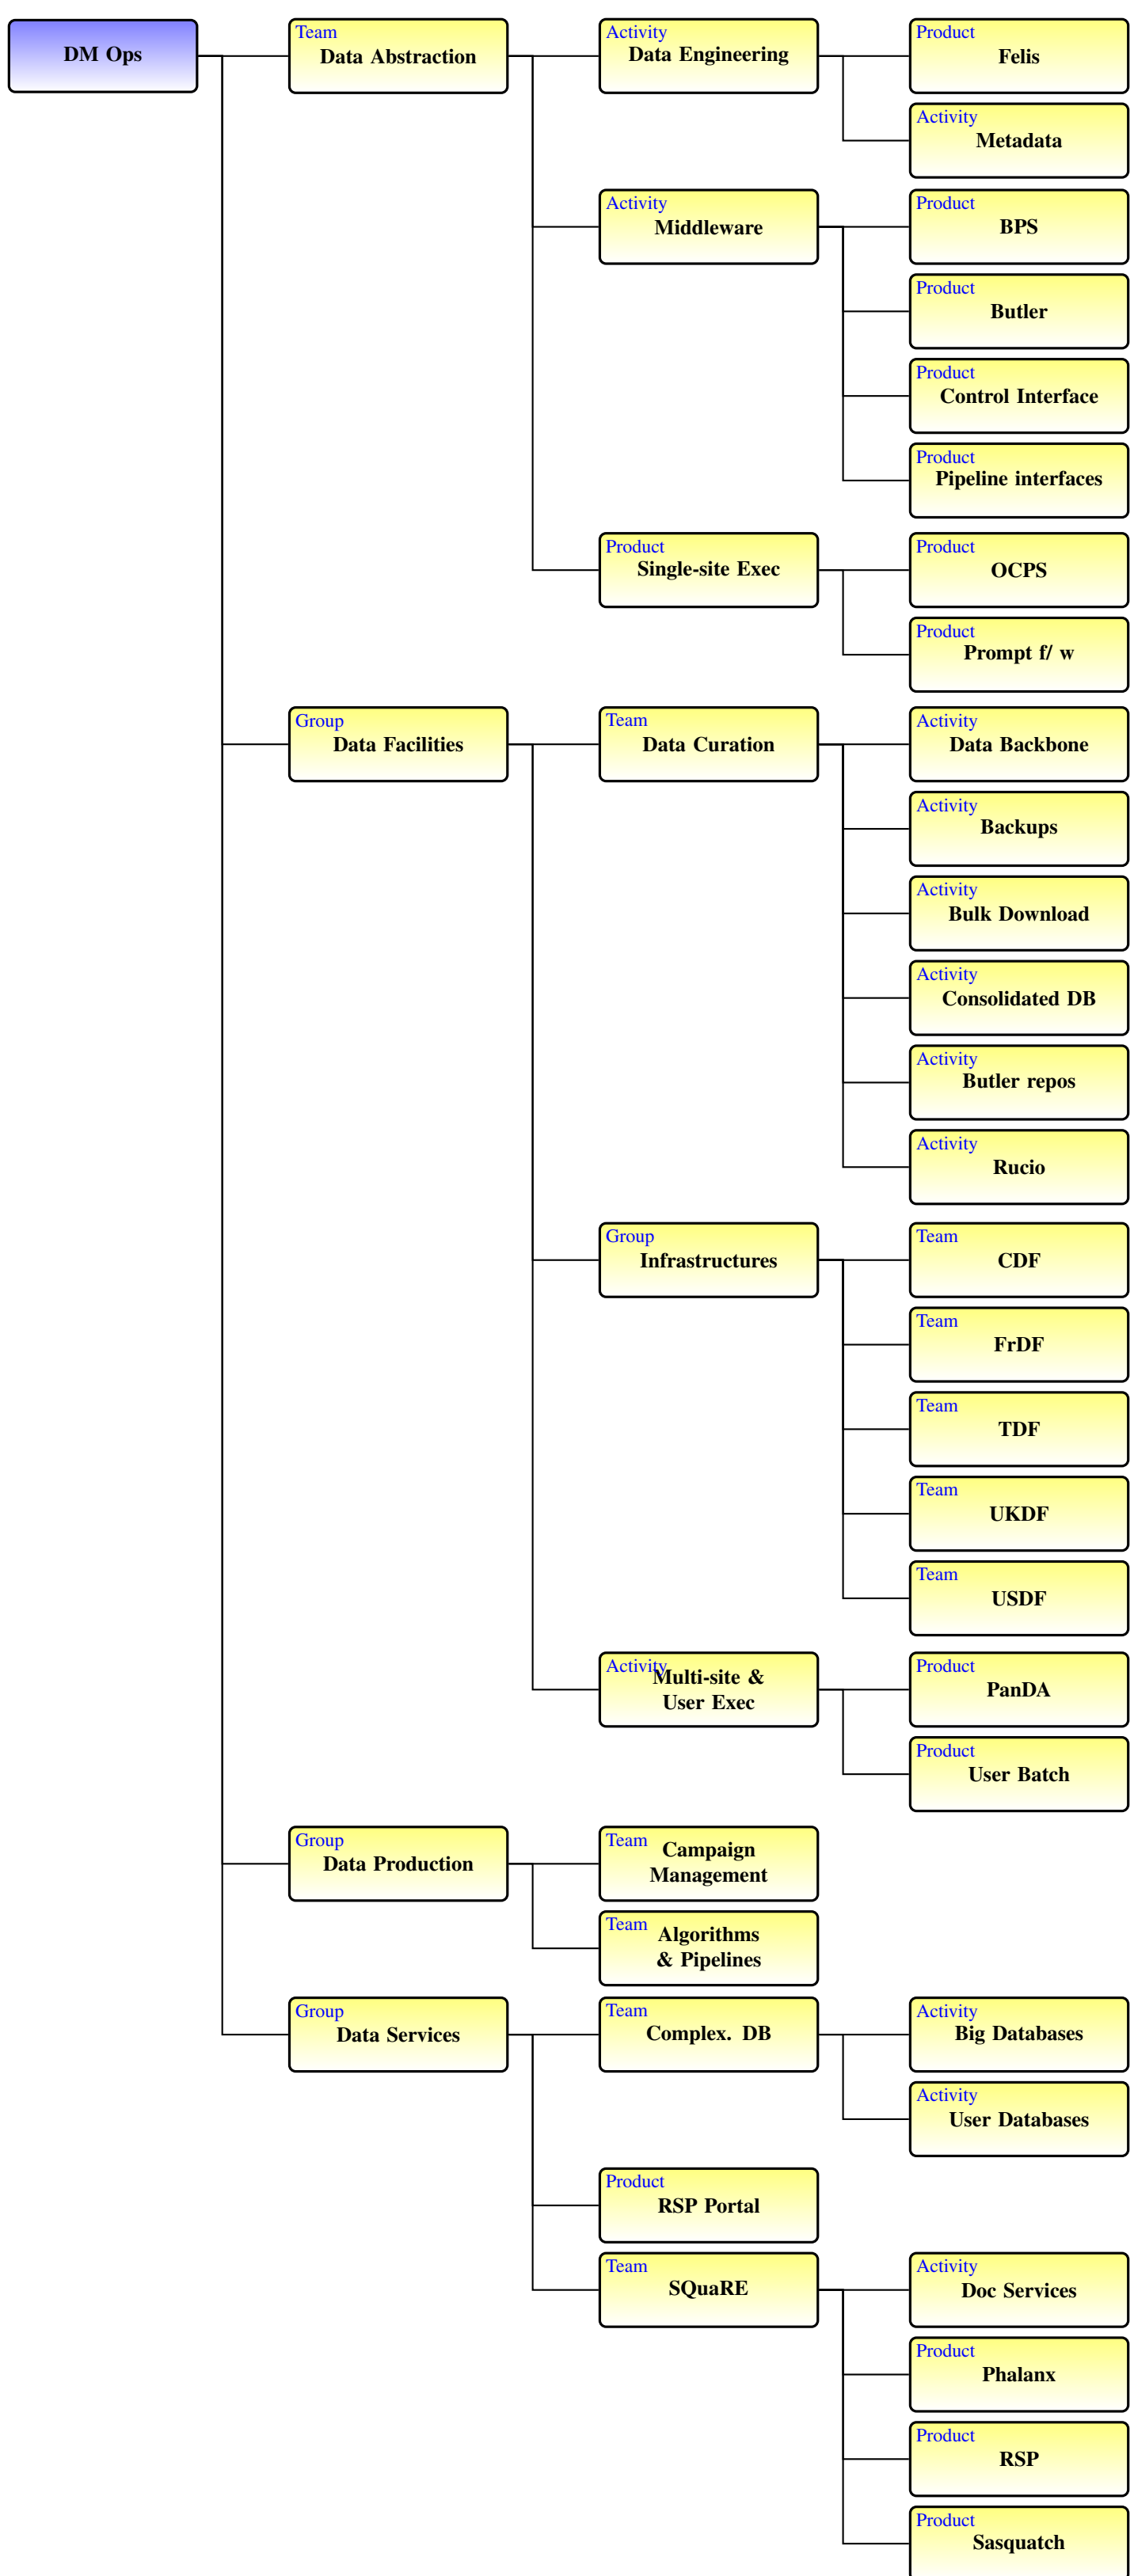 DM Ops
Team
Data Abstraction
Activity
Data Engineering
Product
Felis
Activity
Metadata
Activity
Middleware
Product
BPS
Product
Butler
Product
Control Interface
Product
Pipeline interfaces
Product
Single-site Exec
Product
OCPS
Product
Prompt f/ w
Group
Data Facilities
Team
Data Curation
Activity
Data Backbone
Activity
Backups
Activity
Bulk Download
Activity
Consolidated DB
Activity
Butler repos
Activity
Rucio
Group
Infrastructures
Team
CDF
Team
FrDF
Team
TDF
Team
UKDF
Team
USDF
Activity
Multi-site &
User Exec
Product
PanDA
Product
User Batch
Group
Data Production
Team
Campaign
Management
Team
Algorithms
& Pipelines
Group
Data Services
Team
Complex. DB
Activity
Big Databases
Activity
User Databases
Product
RSP Portal
Team
SQuaRE
Activity
Doc Services
Product
Phalanx
Product
RSP
Product
Sasquatch